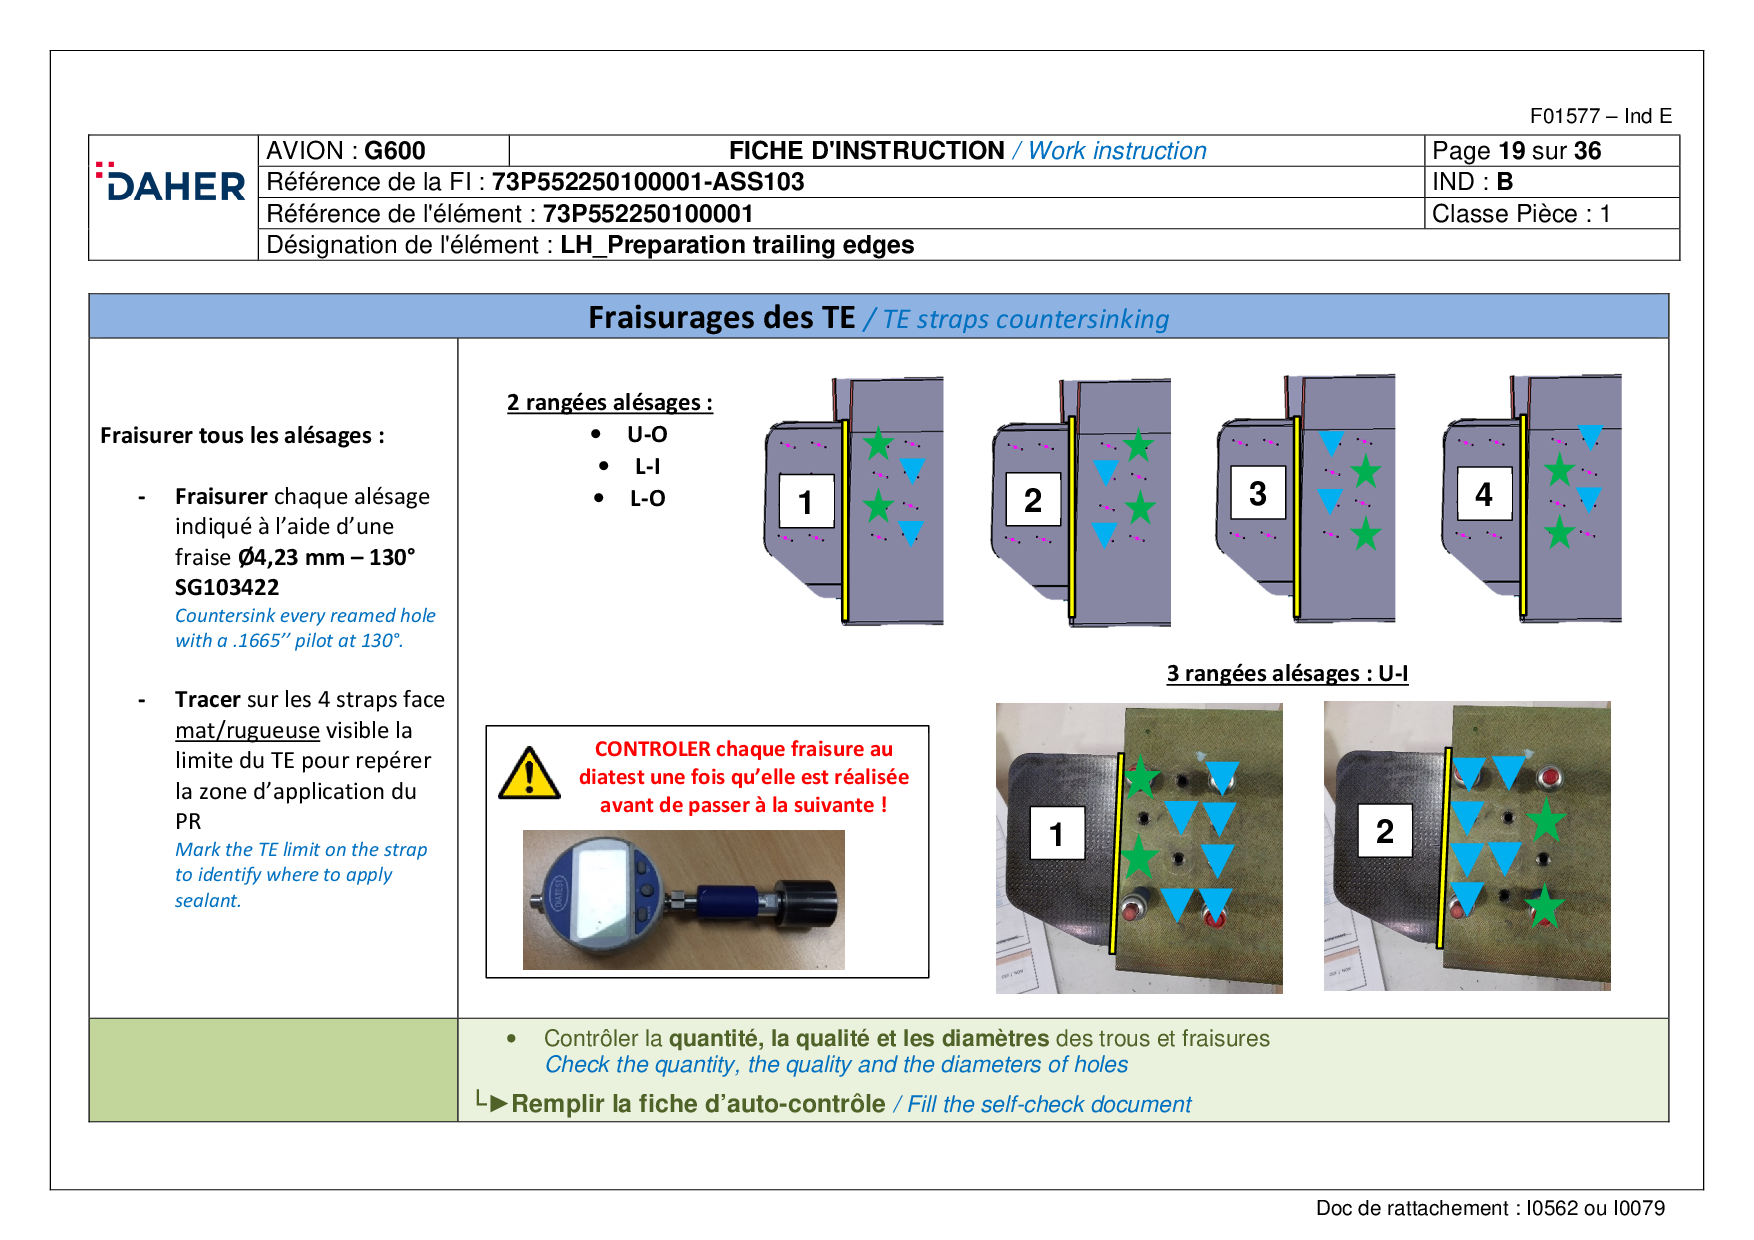 F01577 – Ind E
DAHER
AVION : G600
FICHE D'INSTRUCTION / Work instruction
Page 19 sur 36
Référence de la FI : 73P552250100001-ASS103
IND : B
Référence de l'élément : 73P552250100001
Classe Pièce : 1
Désignation de l'élément : LH_Preparation trailing edges
Fraisurages des TE / TE straps countersinking
Fraisurer tous les alésages :
- Fraisurer chaque alésage
indiqué à l’aide d’une
fraise Ø4,23 mm – 130°
SG103422
Countersink every reamed hole
with a .1665’’ pilot at 130°.
- Tracer sur les 4 straps face
mat/rugueuse visible la
limite du TE pour repérer
la zone d’application du
PR
Mark the TE limit on the strap
to identify where to apply
sealant.
2 rangées alésages :
• U-O
• L-I
• L-O
1
2
3
4
3 rangées alésages : U-I
CONTROLER chaque fraisure au
diatest une fois qu’elle est réalisée
avant de passer à la suivante !
DIATEST
1
2
• Contrôler la quantité, la qualité et les diamètres des trous et fraisures
Check the quantity, the quality and the diameters of holes
└►Remplir la fiche d’auto-contrôle / Fill the self-check document
Doc de rattachement : I0562 ou I0079